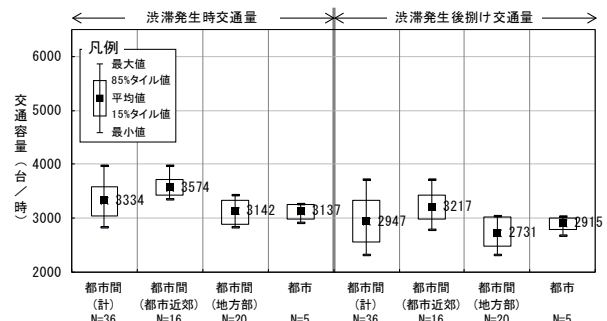 渋滞発生時交通量 渋滞発生後捌け交通量
凡例
最大値
85%タイル値
平均値
15%タイル値
最小値
交通容量(台/時)
6000
5000
4000
3000
2000
3334 3574 3142 3137 2947 3217 2731 2915
都市間 都市間 都市間 都市 都市間 都市間 都市間 都市
(計) (都市近郊) (地方部) (計) (都市近郊) (地方部)
N=36 N=16 N=20 N=5 N=36 N=16 N=20 N=5